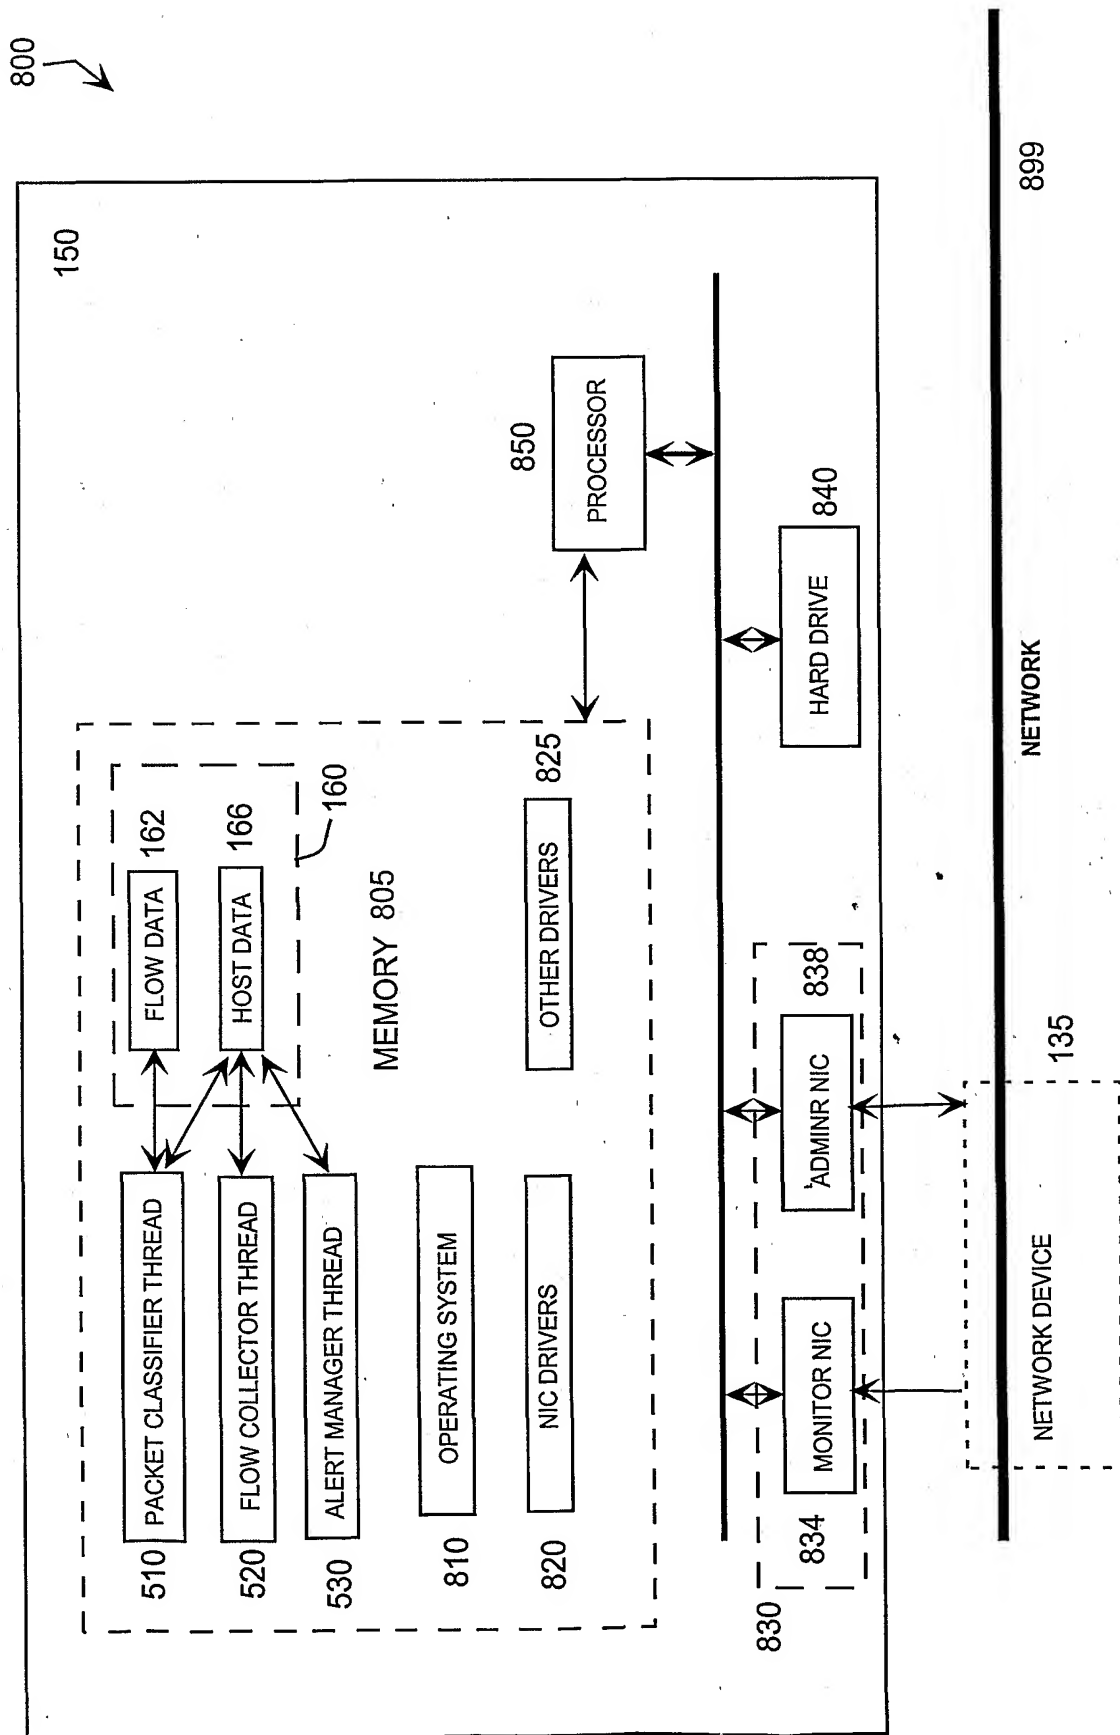 800
150
510
PACKET CLASSIFIER THREAD
FLOW DATA
162
520
FLOW COLLECTOR THREAD
HOST DATA
166
530
ALERT MANAGER THREAD
160
MEMORY 805
810
OPERATING SYSTEM
820
NIC DRIVERS
OTHER DRIVERS
825
850
PROCESSOR
830
834
MONITOR NIC
ADMINR NIC
838
HARD DRIVE
840
NETWORK DEVICE
135
NETWORK
899